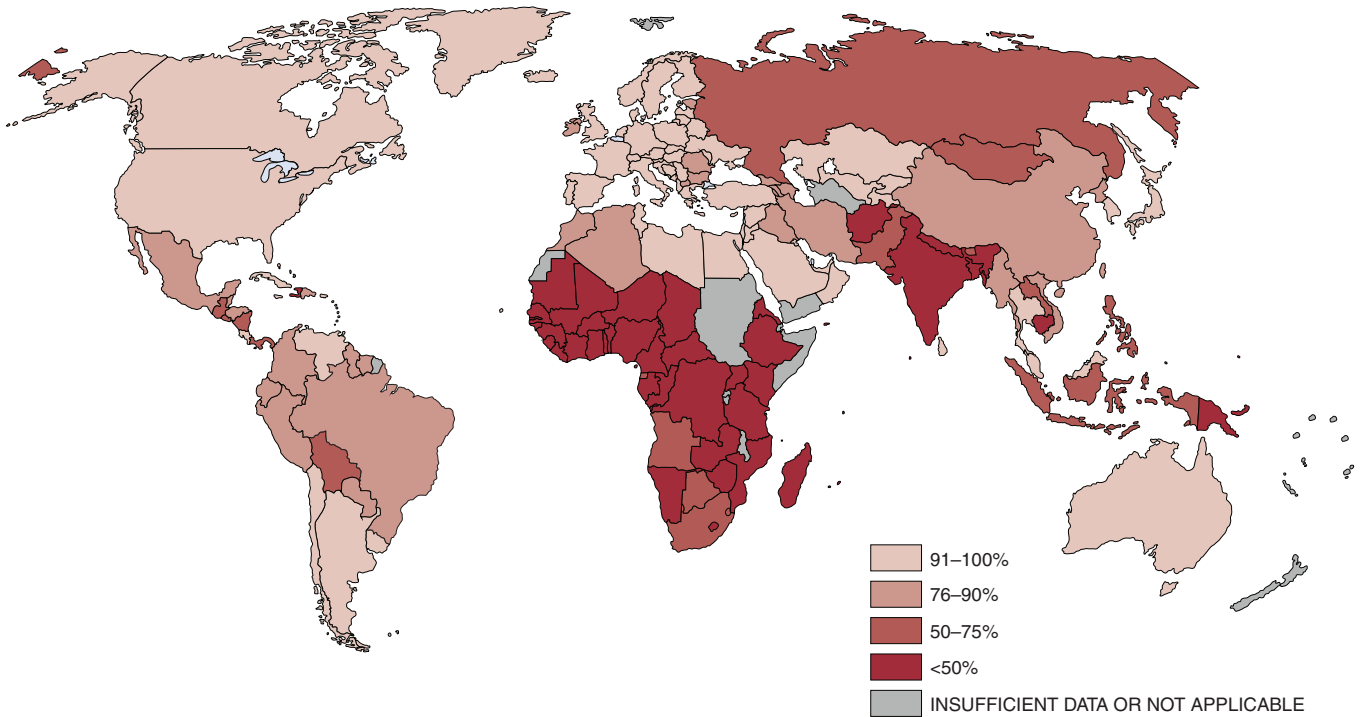 91–100%
76–90%
50–75%
<50%
INSUFFICIENT DATA OR NOT APPLICABLE